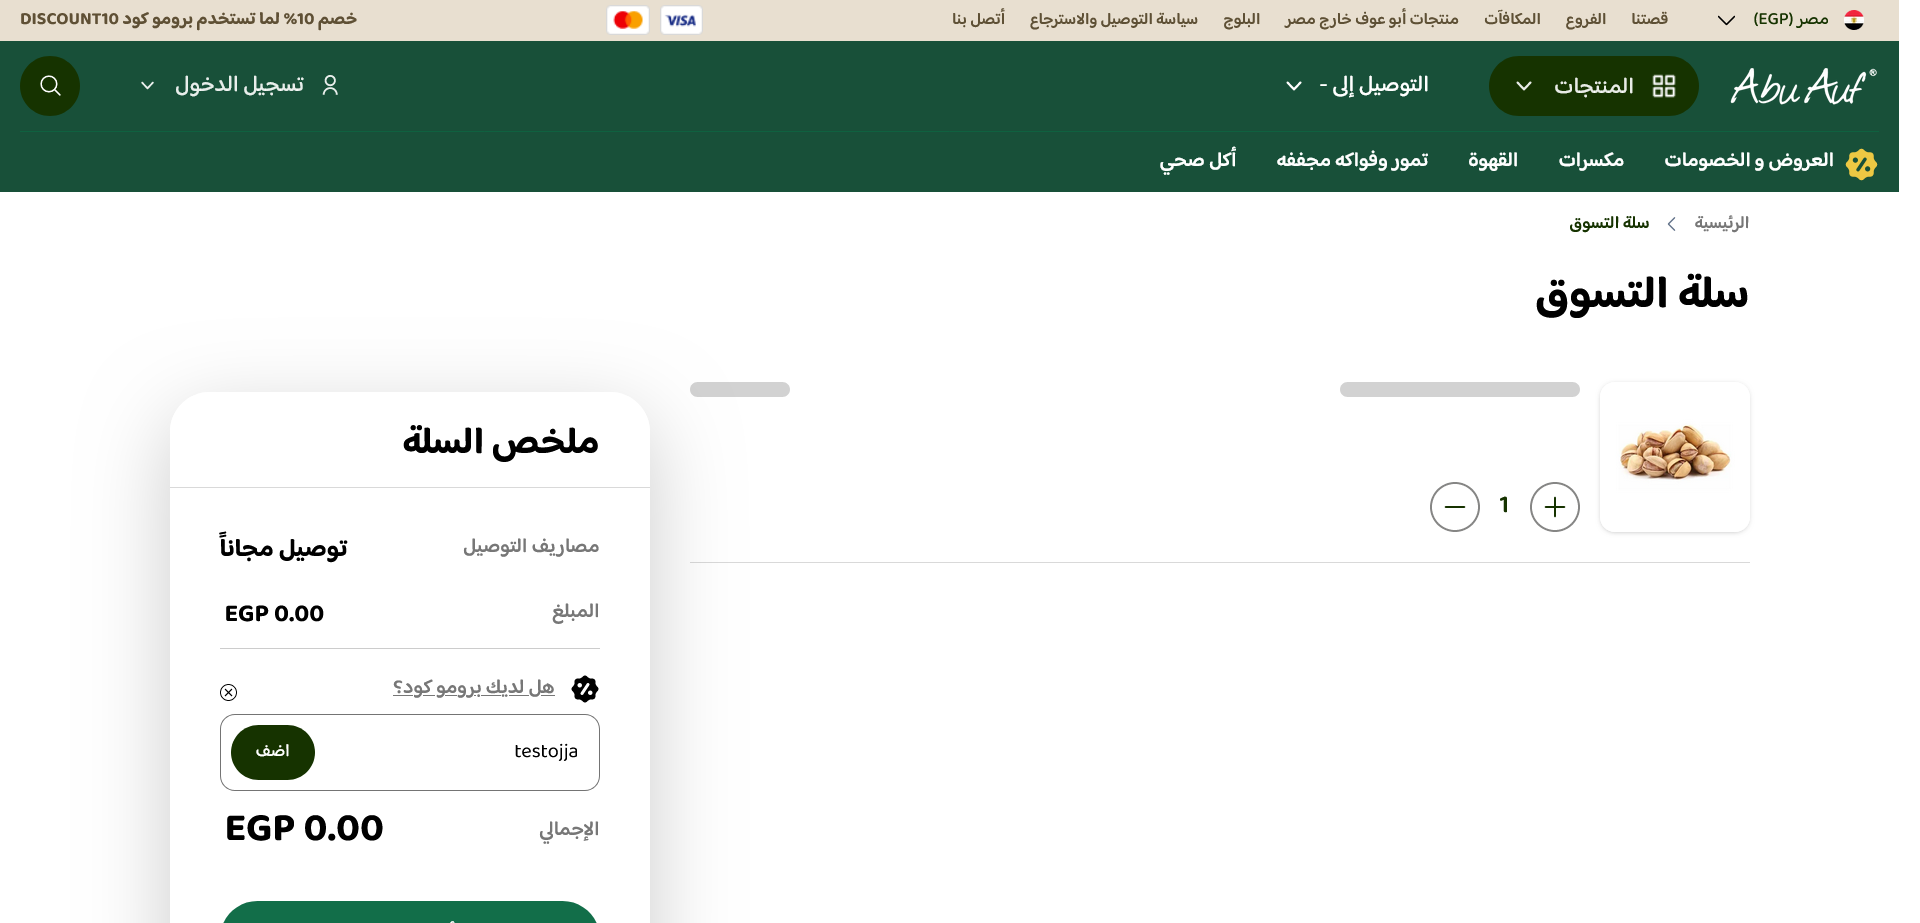 مصر (EGP)
قصتنا
الفروع
المكافآت
منتجات أبو عوف خارج مصر
البلوج
سياسة التوصيل والاسترجاع
أتصل بنا
VISA
خصم 10% لما تستخدم برومو كود DISCOUNT10
Abu Auf®
المنتجات
التوصيل إلى -
تسجيل الدخول
العروض و الخصومات
مكسرات
القهوة
تمور وفواكه مجففه
أكل صحي
الرئيسية
سلة التسوق
سلة التسوق
1
ملخص السلة
مصاريف التوصيل
توصيل مجاناً
المبلغ
EGP 0.00
هل لديك برومو كود؟
testojja
اضف
الإجمالي
EGP 0.00